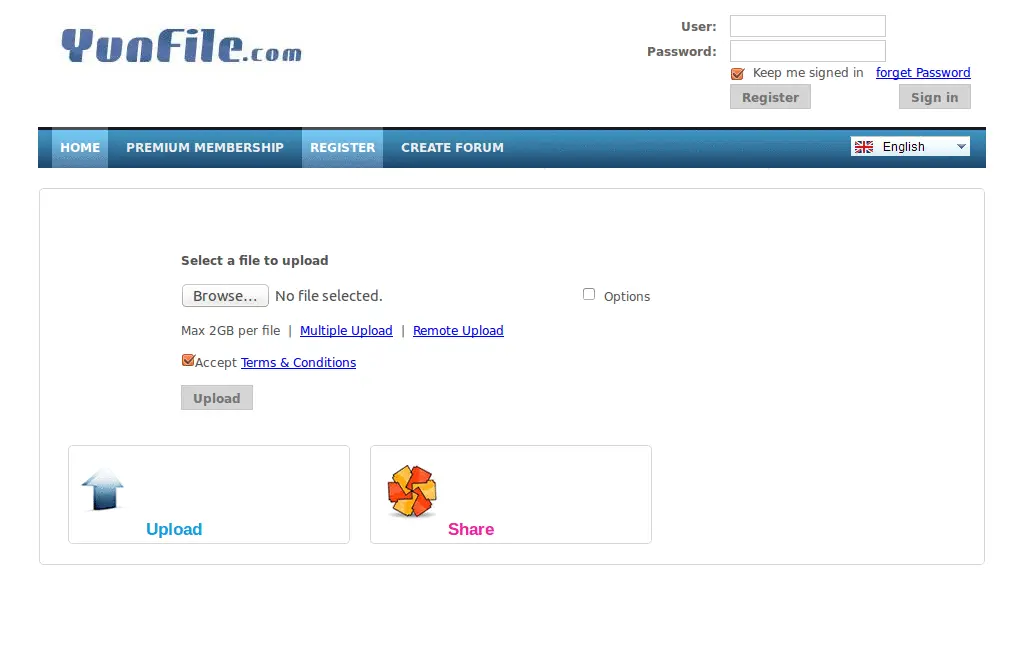 YunFile.com
User:
Password:
Keep me signed in forget Password
Register Sign in
HOME PREMIUM MEMBERSHIP REGISTER CREATE FORUM English
Select a file to upload
Browse... No file selected. Options
Max 2GB per file | Multiple Upload | Remote Upload
Accept Terms & Conditions
Upload
Upload Share